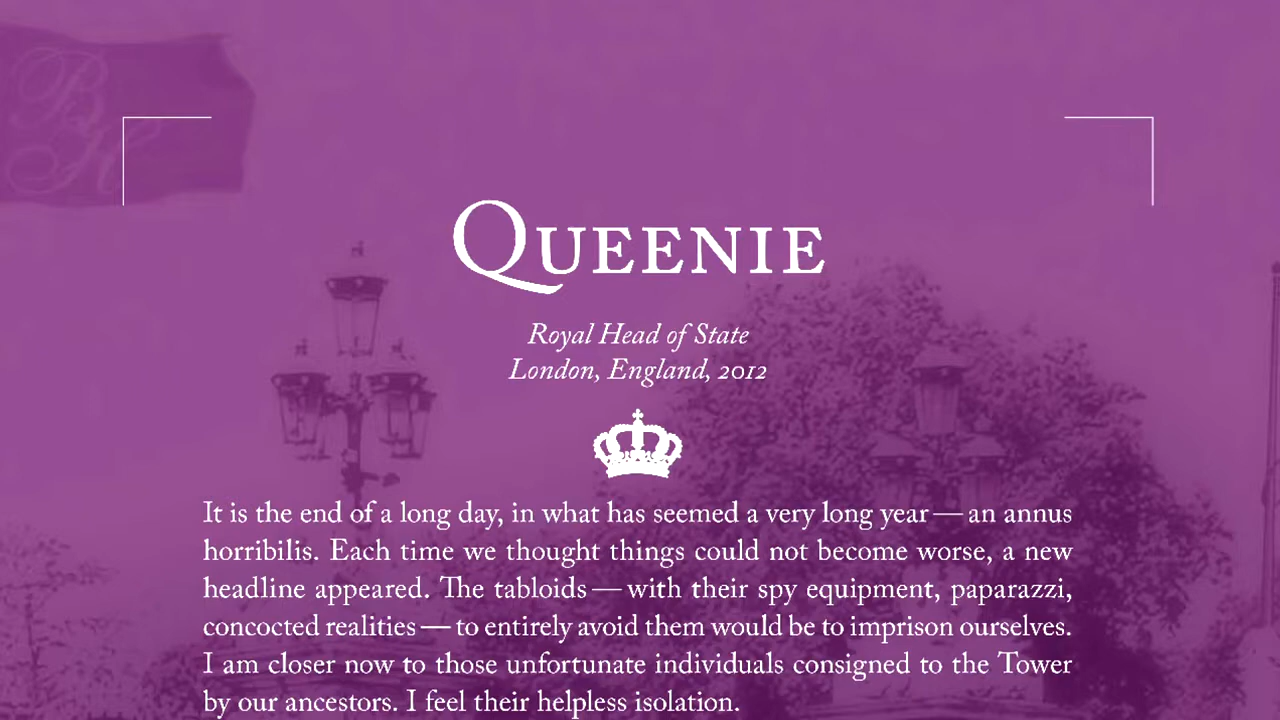 QUEENIE
Royal Head of State
London, England, 2012
It is the end of a long day, in what has seemed a very long year — an annus
horribilis. Each time we thought things could not become worse, a new
headline appeared. The tabloids — with their spy equipment, paparazzi,
concocted realities — to entirely avoid them would be to imprison ourselves.
I am closer now to those unfortunate individuals consigned to the Tower
by our ancestors. I feel their helpless isolation.